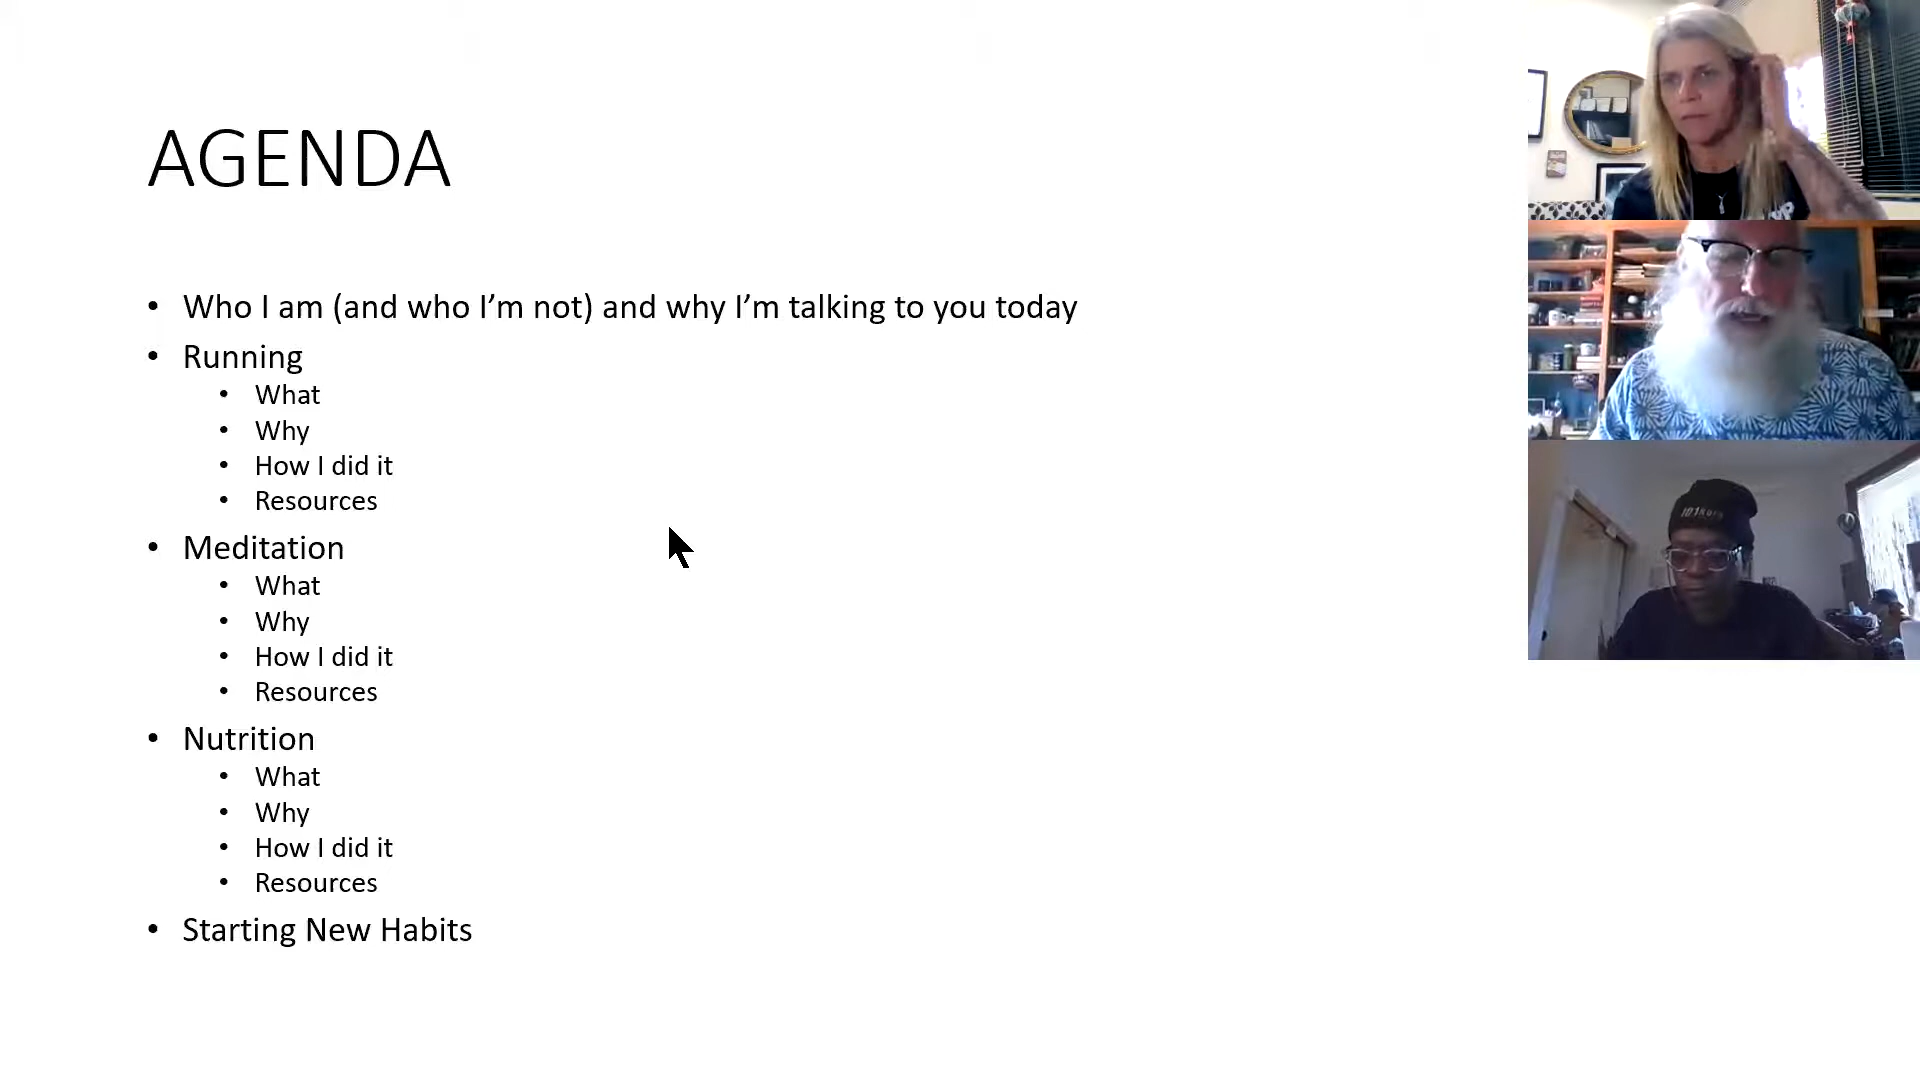 AGENDA
• Who I am (and who I’m not) and why I’m talking to you today
• Running
• What
• Why
• How I did it
• Resources
• Meditation
• What
• Why
• How I did it
• Resources
• Nutrition
• What
• Why
• How I did it
• Resources
• Starting New Habits